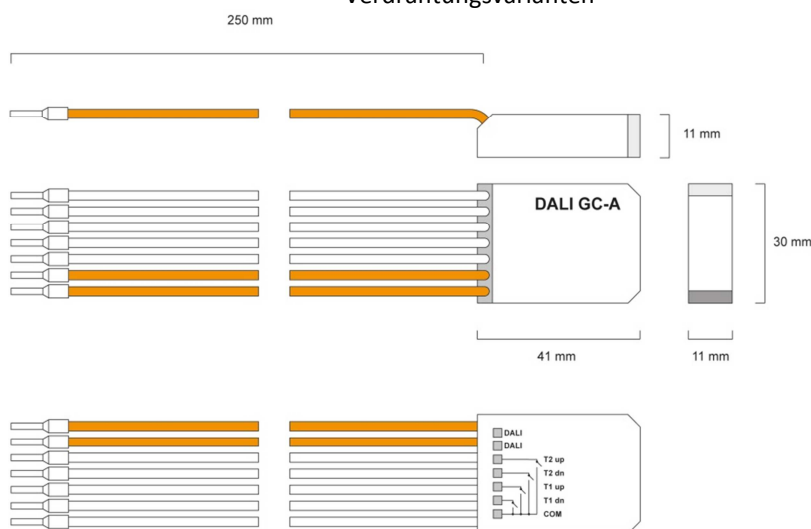 Verdrahtungsvarianten
250 mm
11 mm
DALI GC-A
30 mm
41 mm
11 mm
DALI
DALI
T2 up
T2 dn
T1 up
T1 dn
COM